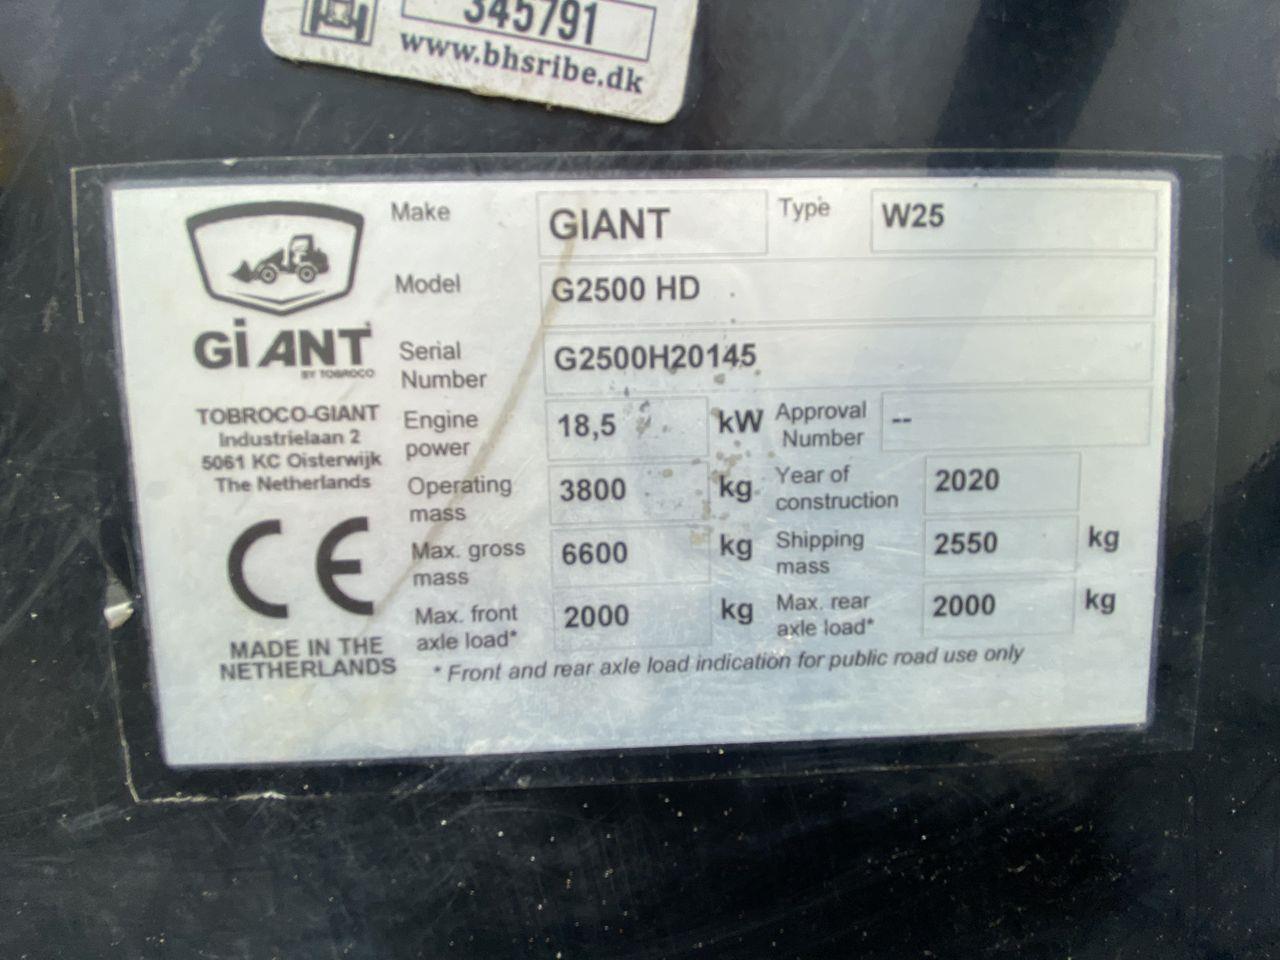 345791
www.bhsribe.dk
Make GIANT Type W25
Model G2500 HD
GiANT
BY TOBROCO
Serial Number G2500H20145
TOBROCO-GIANT
Industrielaan 2
5061 KC Oisterwijk
The Netherlands
Engine power 18,5 kW Approval Number --
Operating mass 3800 kg Year of construction 2020
CE
Max. gross mass 6600 kg Shipping mass 2550 kg
Max. front axle load* 2000 kg Max. rear axle load* 2000 kg
MADE IN THE
NETHERLANDS
* Front and rear axle load indication for public road use only